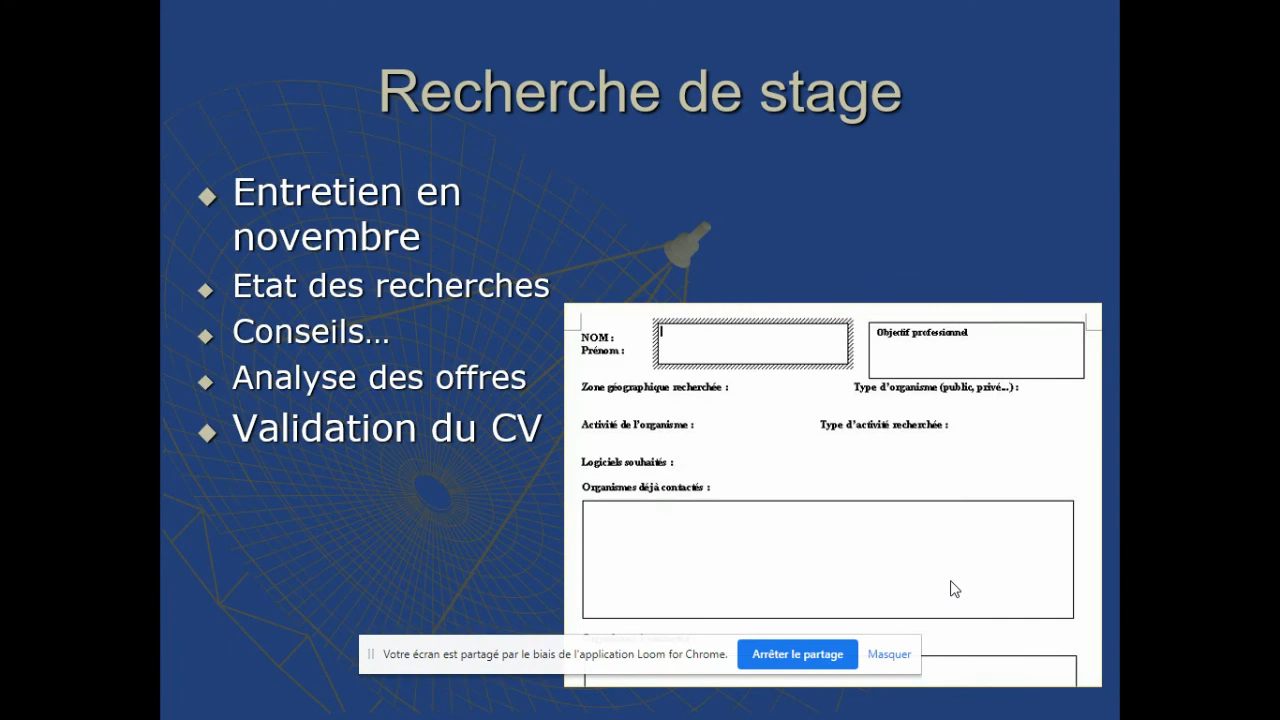 Recherche de stage
Entretien en
novembre
Etat des recherches
Conseils…
Analyse des offres
Validation du CV
NOM :
Prénom :
Objectif professionnel
Zone géographique recherchée :
Type d'organisme (public, privé...) :
Activité de l'organisme :
Type d'activité recherchée :
Logiciels souhaités :
Organismes déjà contactés :
Votre écran est partagé par le biais de l'application Loom for Chrome.
Arrêter le partage
Masquer